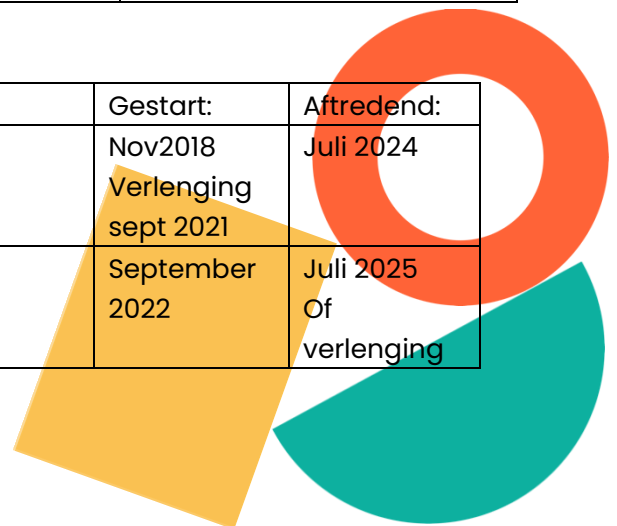 Gestart: Aftredend:
Nov2018 Juli 2024
Verlenging
sept 2021
September Juli 2025
2022 Of
verlenging